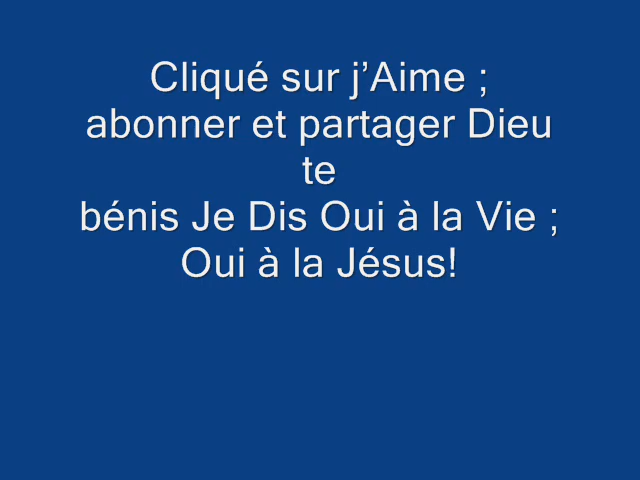 Cliqué sur j’Aime ;
abonner et partager Dieu
te
bénis Je Dis Oui à la Vie ;
Oui à la Jésus!